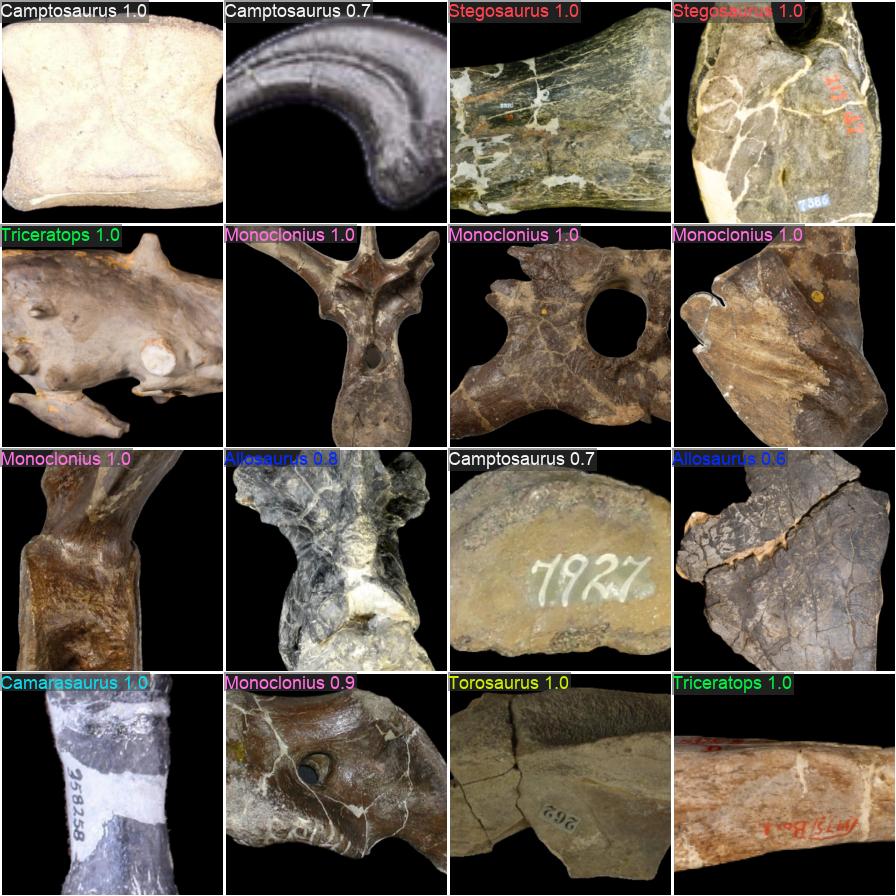 Camptosaurus 1.0
Camptosaurus 0.7
Stegosaurus 1.0
Stegosaurus 1.0
7386
Triceratops 1.0
Monoclonius 1.0
Monoclonius 1.0
Monoclonius 1.0
Monoclonius 1.0
Allosaurus 0.8
Camptosaurus 0.7
Allosaurus 0.6
7927
Camarasaurus 1.0
Monoclonius 0.9
Torosaurus 1.0
Triceratops 1.0
958258
262